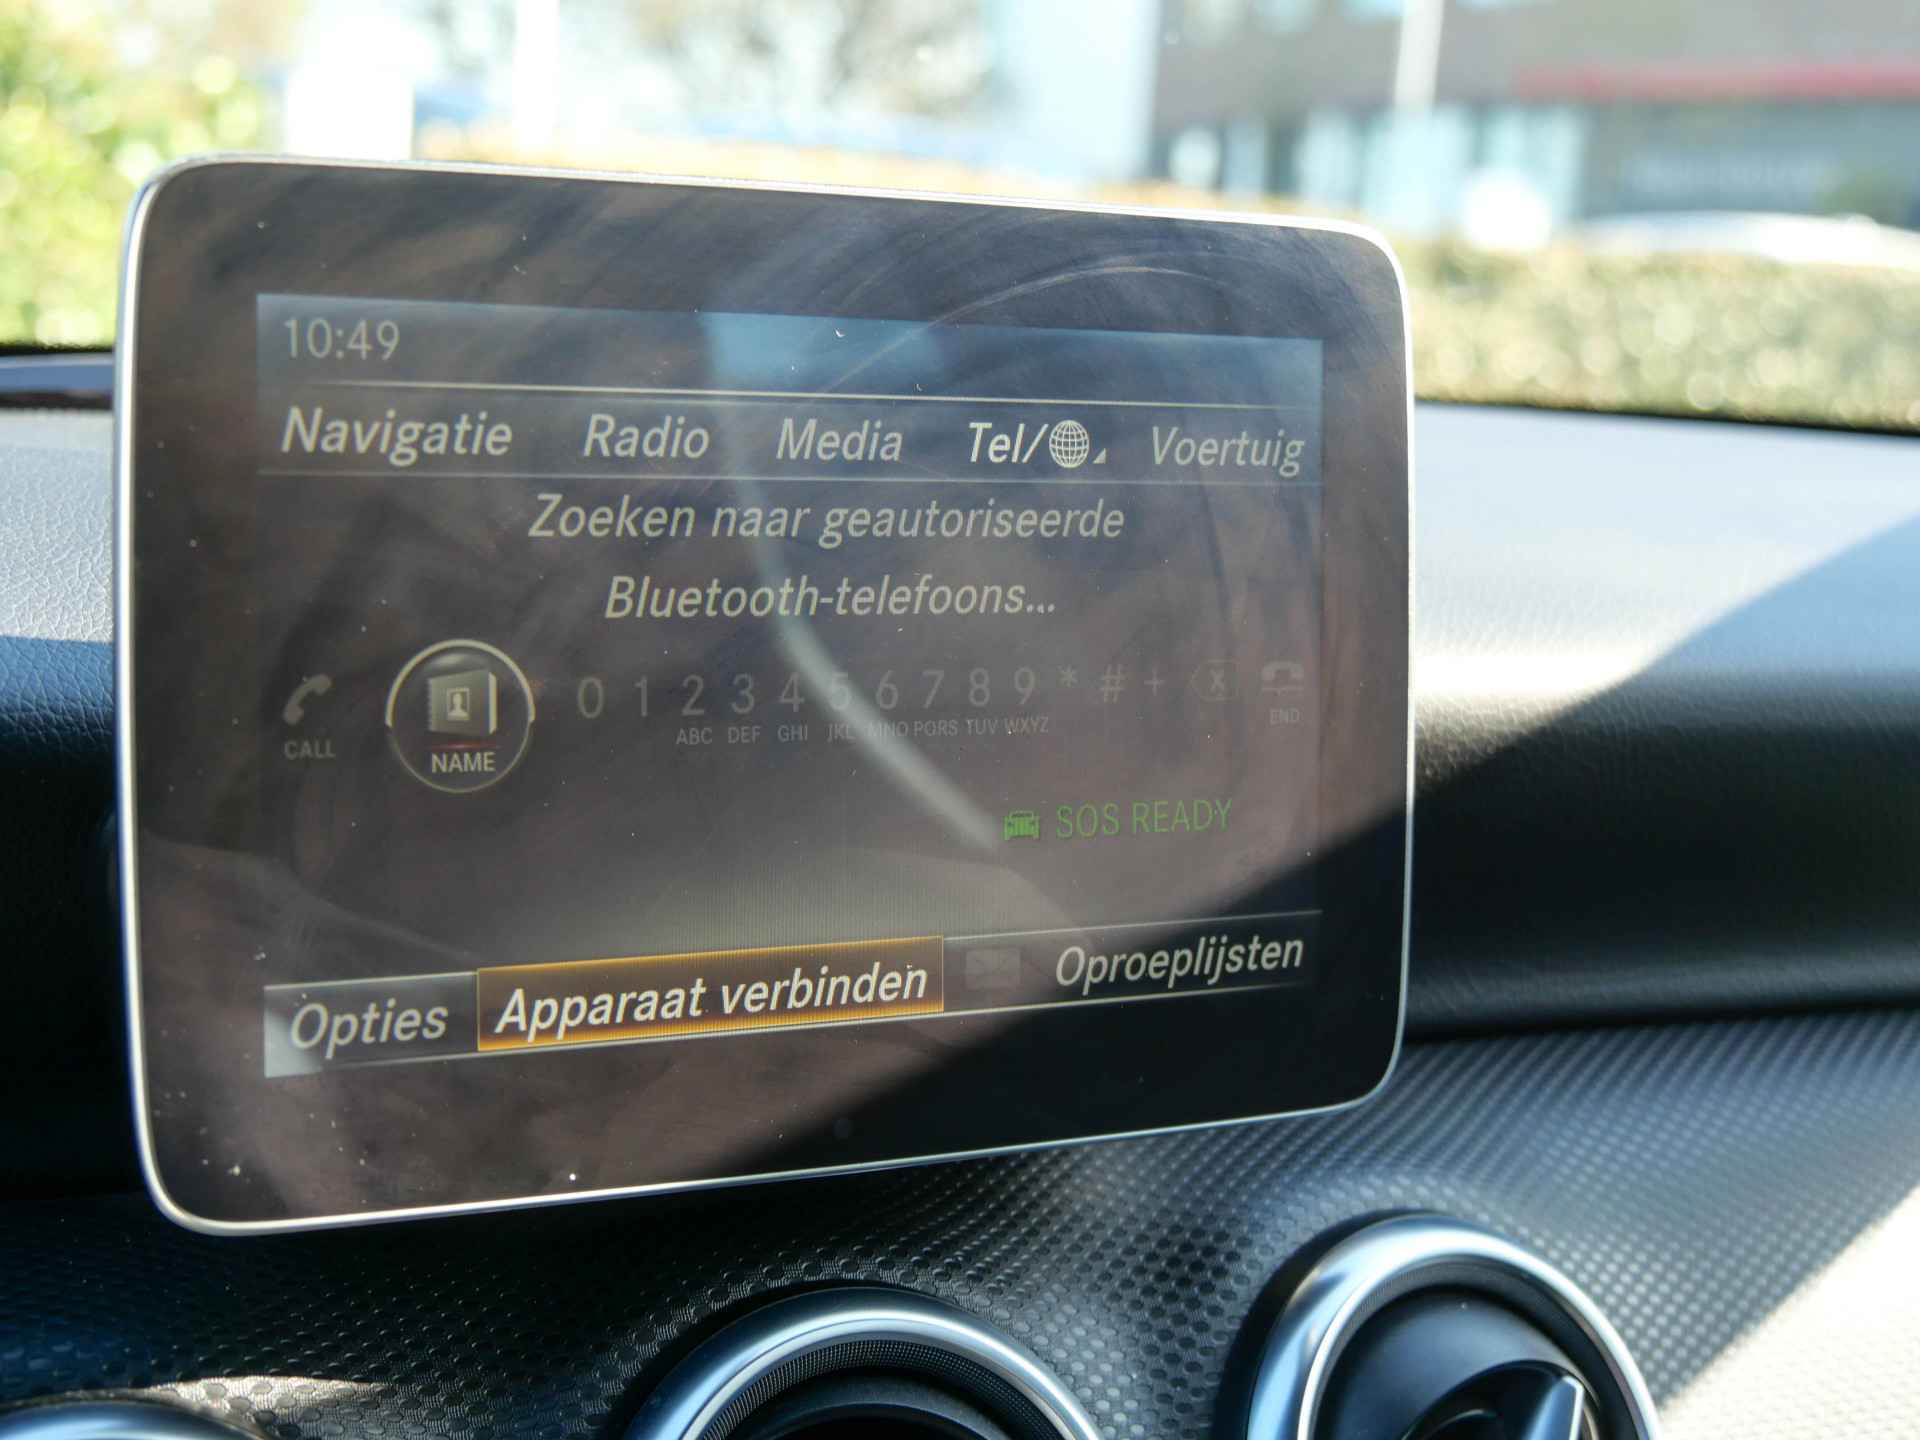 10:49
Navigatie Radio Media Tel/ Voertuig
Zoeken naar geautoriseerde
Bluetooth-telefoons...
0 1 2 3 4 5 6 7 8 9 * # +
ABC DEF GHI JKL MNO PQRS TUV WXYZ
CALL NAME END
SOS READY
Opties Apparaat verbinden Oproeplijsten